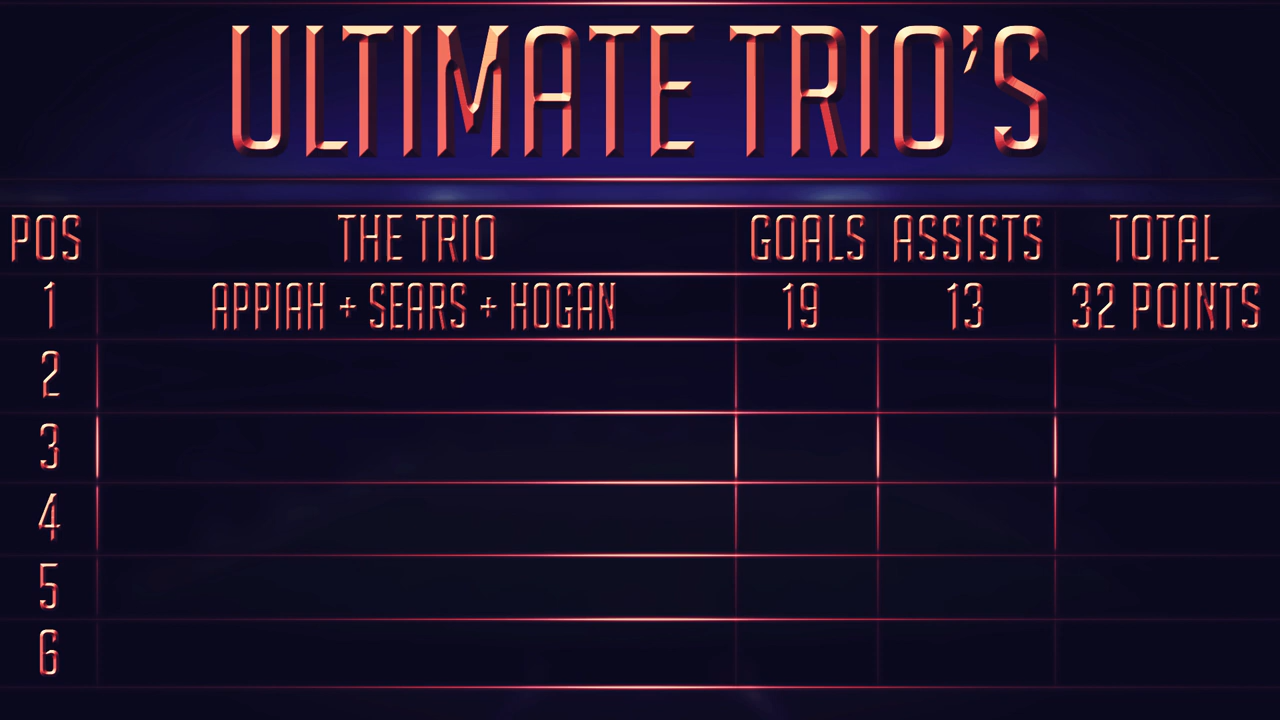 ULTIMATE TRIO'S
POS THE TRIO GOALS ASSISTS TOTAL
1 APPIAH + SEARS + HOGAN 19 13 32 POINTS
2
3
4
5
6